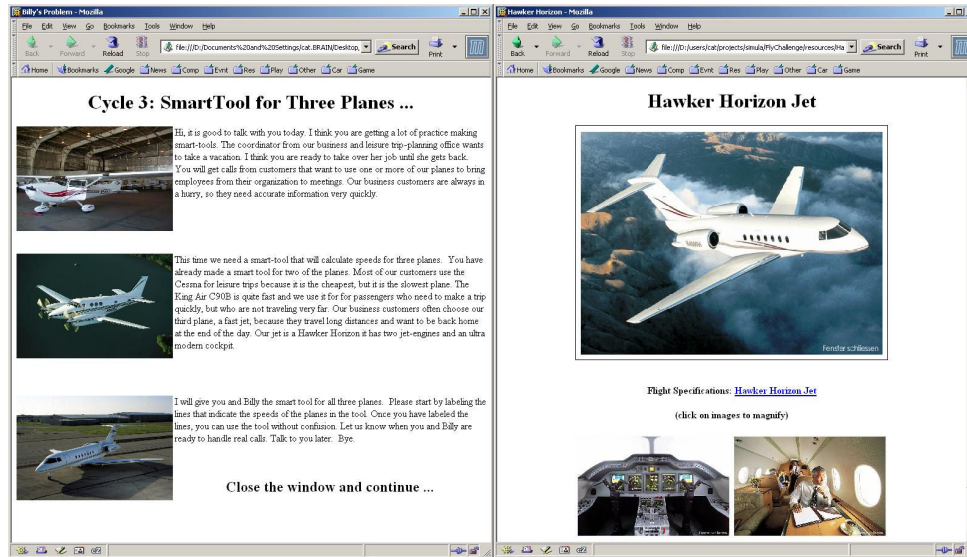 Billy's Problem - Mozilla
File Edit View Go Bookmarks Tools Window Help
Back Forward Reload Stop file:///D:/Documents%20and%20Settings/cat.BRAIN/Desktop, Search Print
Home Bookmarks Google News Comp Evnt Res Play Other Car Game
Cycle 3: SmartTool for Three Planes ...
Hi, it is good to talk with you today. I think you are getting a lot of practice making
smart-tools. The coordinator from our business and leisure trip-planning office wants
to take a vacation. I think you are ready to take over her job until she gets back.
You will get calls from customers that want to use one or more of our planes to bring
employees from their organization to meetings. Our business customers are always in
a hurry, so they need accurate information very quickly.
This time we need a smart-tool that will calculate speeds for three planes. You have
already made a smart tool for two of the planes. Most of our customers use the
Cessna for leisure trips because it is the cheapest, but it is the slowest plane. The
King Air C90B is quite fast and we use it for for passengers who need to make a trip
quickly, but who are not traveling very far. Our business customers often choose our
third plane, a fast jet, because they travel long distances and want to be back home
at the end of the day. Our jet is a Hawker Horizon it has two jet-engines and an ultra
modern cockpit.
I will give you and Billy the smart tool for all three planes. Please start by labeling the
lines that indicate the speeds of the planes in the tool. Once you have labeled the
lines, you can use the tool without confusion. Let us know when you and Billy are
ready to handle real calls. Talk to you later. Bye.
Close the window and continue ...
Hawker Horizon - Mozilla
File Edit View Go Bookmarks Tools Window Help
Back Forward Reload Stop file:///D:/users/cat/projects/simula/FlyChallenge/resources/Ha Search Print
Home Bookmarks Google News Comp Evnt Res Play Other Car Game
Hawker Horizon Jet
Fenster schliessen
Flight Specifications: Hawker Horizon Jet
(click on images to magnify)